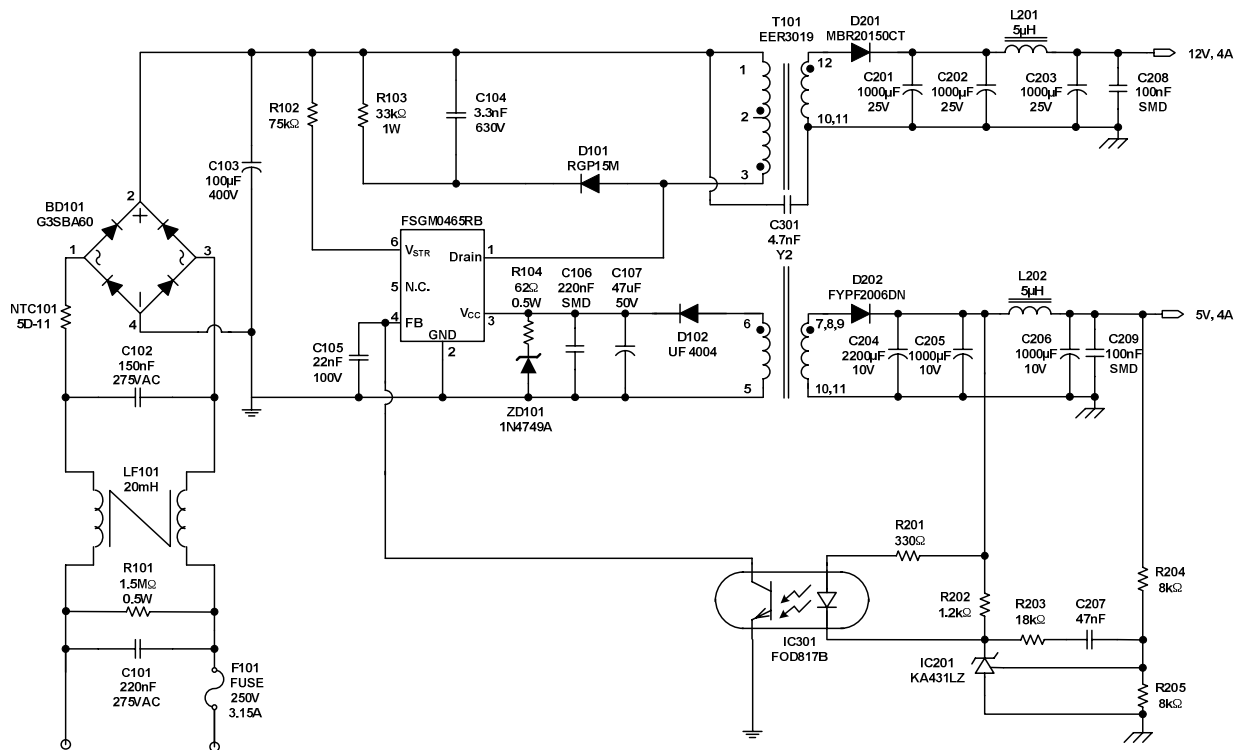 T101
EER3019
D201
MBR20150CT
L201
5µH
12V, 4A
1
2
3
12
10,11
C201
1000µF
25V
C202
1000µF
25V
C203
1000µF
25V
C208
100nF
SMD
R102
75kΩ
R103
33kΩ
1W
C104
3.3nF
630V
D101
RGP15M
C103
100µF
400V
BD101
G3SBA60
2
1
3
4
+
~
~
−
C301
4.7nF
Y2
FSGM0465RB
6
VSTR
Drain
1
5
N.C.
4
FB
VCC
3
GND
2
R104
62Ω
0.5W
C106
220nF
SMD
C107
47uF
50V
D102
UF 4004
6
5
7,8,9
10,11
D202
FYPF2006DN
L202
5µH
5V, 4A
C204
2200µF
10V
C205
1000µF
10V
C206
1000µF
10V
C209
100nF
SMD
NTC101
5D-11
C102
150nF
275VAC
C105
22nF
100V
ZD101
1N4749A
LF101
20mH
R101
1.5MΩ
0.5W
C101
220nF
275VAC
F101
FUSE
250V
3.15A
R201
330Ω
R202
1.2kΩ
R203
18kΩ
C207
47nF
R204
8kΩ
IC301
FOD817B
IC201
KA431LZ
R205
8kΩ